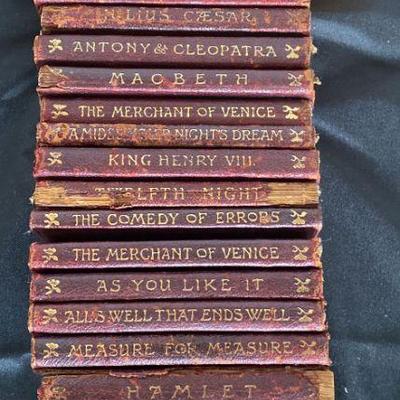 JULIUS CÆSAR
ANTONY & CLEOPATRA
MACBETH
THE MERCHANT OF VENICE
A MIDSUMMER NIGHT'S DREAM
KING HENRY VIII.
TWELFTH NIGHT
THE COMEDY OF ERRORS
THE MERCHANT OF VENICE
AS YOU LIKE IT
ALL'S WELL THAT ENDS WELL
MEASURE FOR MEASURE
HAMLET